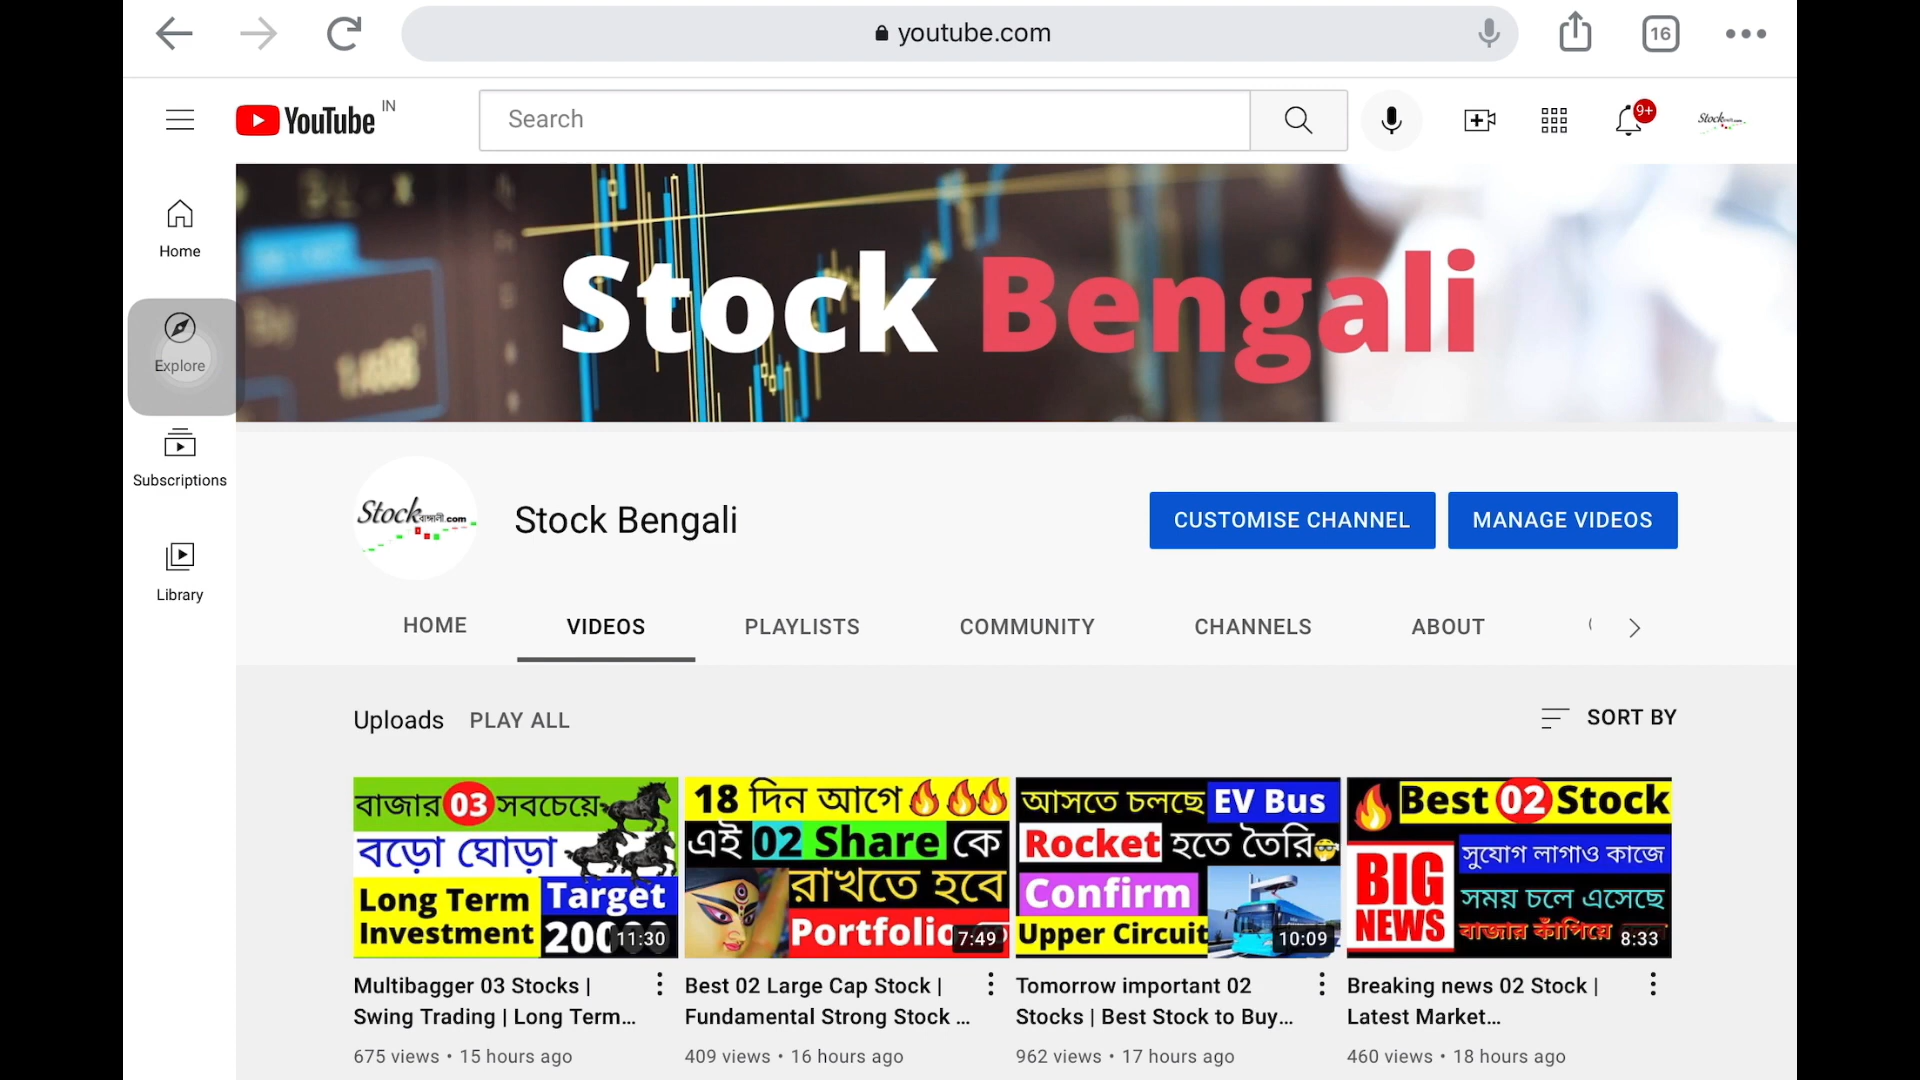 youtube.com
16
YouTube IN
Search
9+
Home
Explore
Subscriptions
Library
Stock Bengali
Stockবাঙ্গালী.com
Stock Bengali
CUSTOMISE CHANNEL
MANAGE VIDEOS
HOME
VIDEOS
PLAYLISTS
COMMUNITY
CHANNELS
ABOUT
Uploads
PLAY ALL
SORT BY
বাজার 03 সবচেয়ে
বড়ো ঘোড়া
Long Term
Investment
Target
11:30
18 দিন আগে
এই 02 Share কে
রাখতে হবে
Portfolio
7:49
আসতে চলছে EV Bus
Rocket হতে তৈরি
Confirm
Upper Circuit
10:09
Best 02 Stock
BIG
NEWS
সুযোগ লাগাও কাজে
সময় চলে এসেছে
বাজার কাঁপিয়ে
8:33
Multibagger 03 Stocks |
Swing Trading | Long Term...
675 views • 15 hours ago
Best 02 Large Cap Stock |
Fundamental Strong Stock ...
409 views • 16 hours ago
Tomorrow important 02
Stocks | Best Stock to Buy...
962 views • 17 hours ago
Breaking news 02 Stock |
Latest Market...
460 views • 18 hours ago